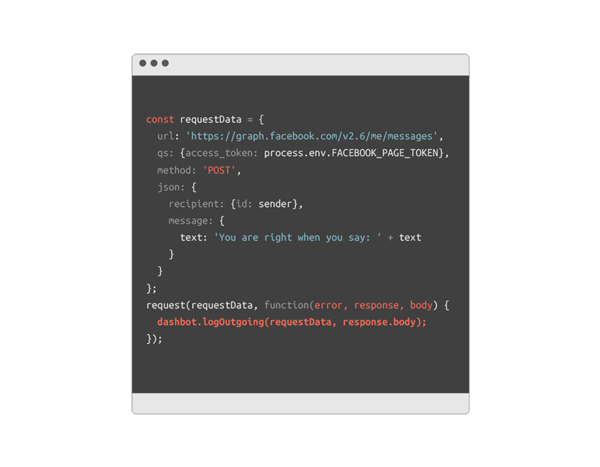 const requestData = {
url: 'https://graph.facebook.com/v2.6/me/messages',
qs: {access_token: process.env.FACEBOOK_PAGE_TOKEN},
method: 'POST',
json: {
recipient: {id: sender},
message: {
text: 'You are right when you say: ' + text
}
}
};
request(requestData, function(error, response, body) {
dashbot.logOutgoing(requestData, response.body);
});